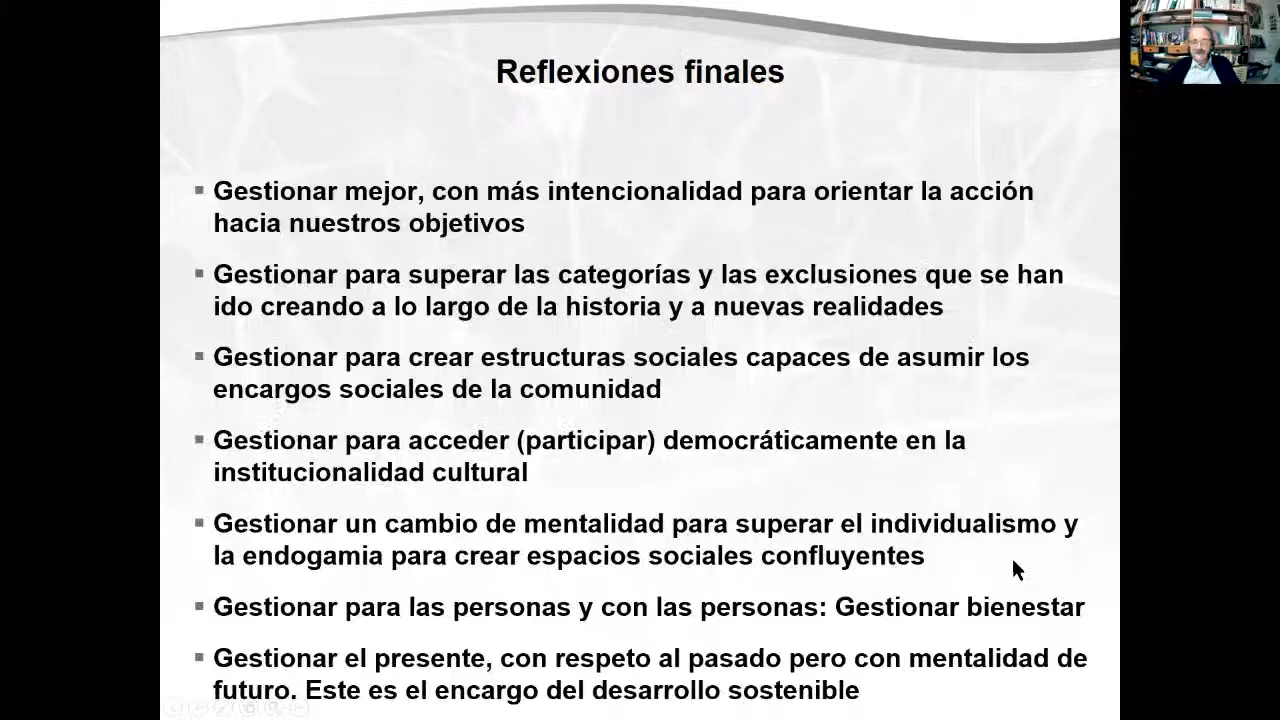 Reflexiones finales
Gestionar mejor, con más intencionalidad para orientar la acción
hacia nuestros objetivos
Gestionar para superar las categorías y las exclusiones que se han
ido creando a lo largo de la historia y a nuevas realidades
Gestionar para crear estructuras sociales capaces de asumir los
encargos sociales de la comunidad
Gestionar para acceder (participar) democráticamente en la
institucionalidad cultural
Gestionar un cambio de mentalidad para superar el individualismo y
la endogamia para crear espacios sociales confluyentes
Gestionar para las personas y con las personas: Gestionar bienestar
Gestionar el presente, con respeto al pasado pero con mentalidad de
futuro. Este es el encargo del desarrollo sostenible